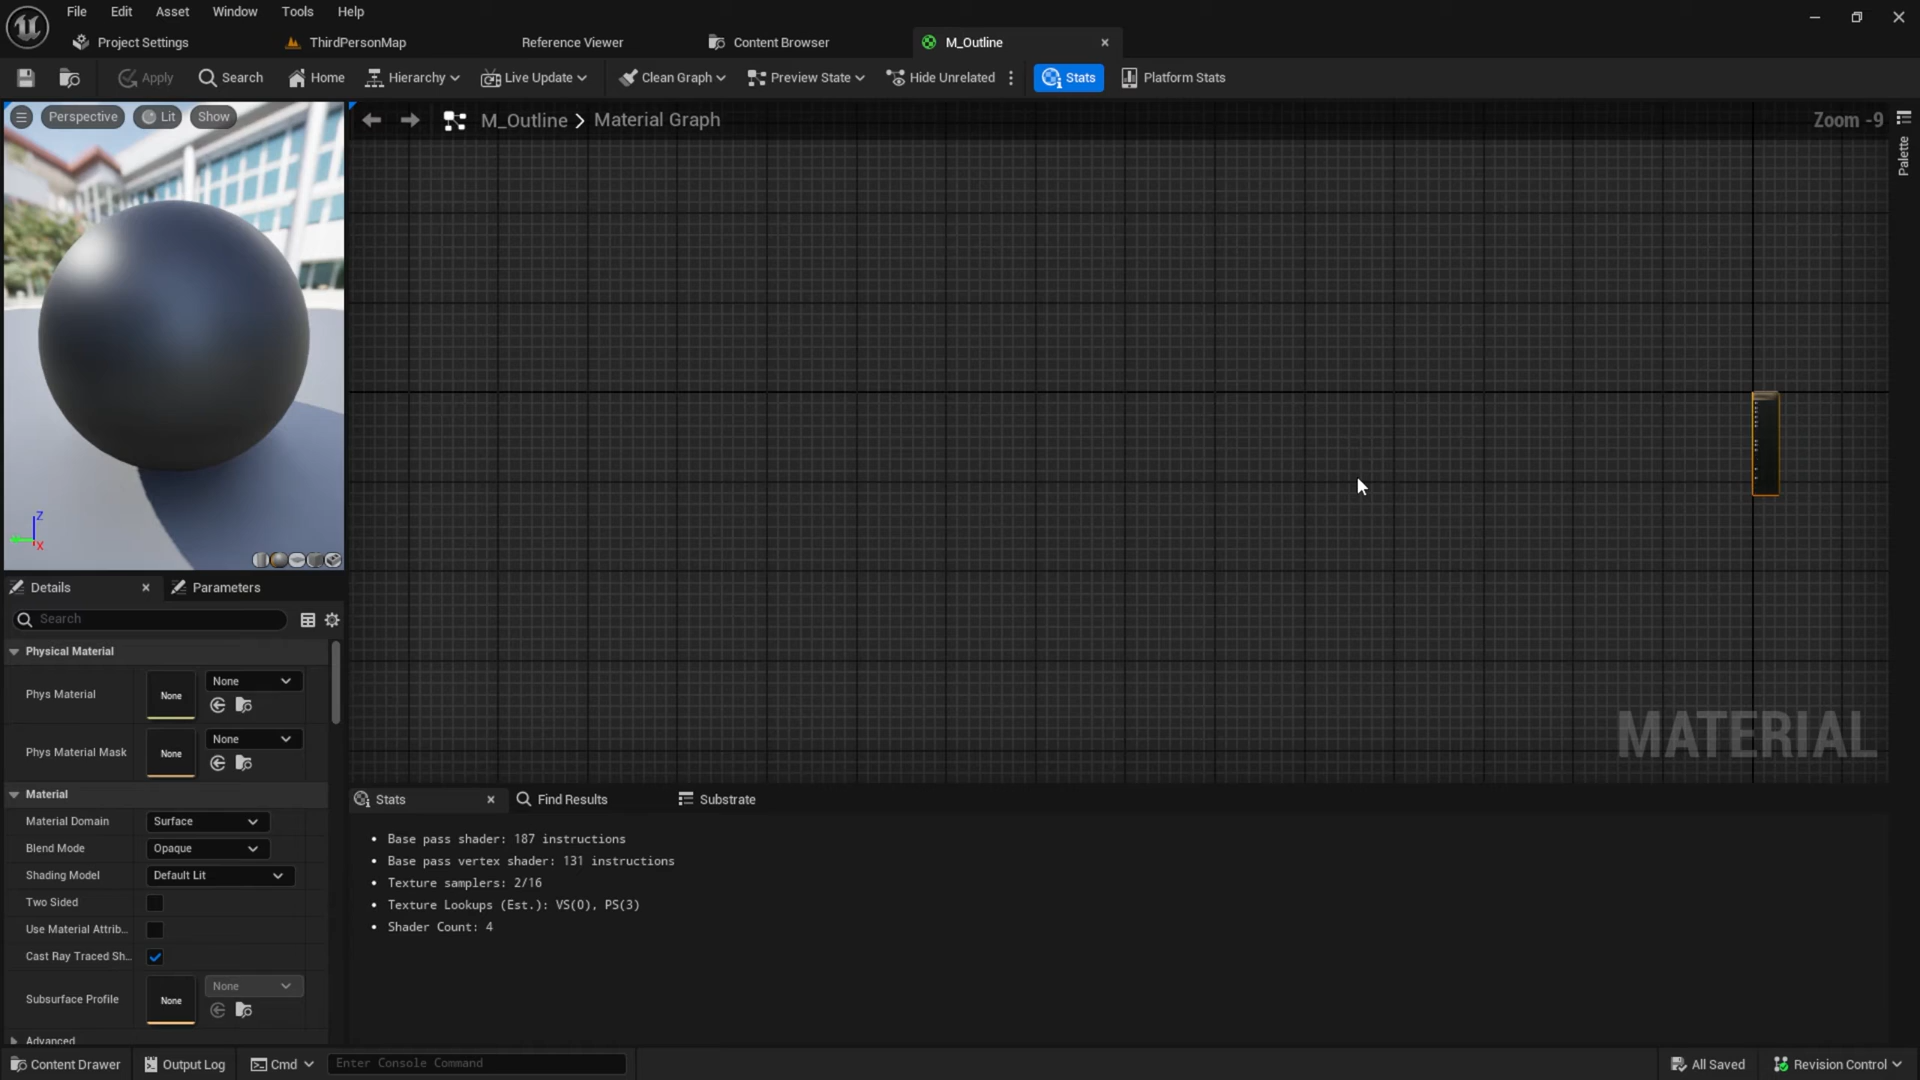 File Edit Asset Window Tools Help
Project Settings ThirdPersonMap Reference Viewer Content Browser M_Outline
Apply Search Home Hierarchy Live Update Clean Graph Preview State Hide Unrelated Stats Platform Stats
Perspective Lit Show
M_Outline > Material Graph
Zoom -9
Palette
Z
X
MATERIAL
Details Parameters
Search
Physical Material
Phys Material None None
Phys Material Mask None None
Material
Material Domain Surface
Blend Mode Opaque
Shading Model Default Lit
Two Sided
Use Material Attrib...
Cast Ray Traced Sh...
Subsurface Profile None None
Advanced
Stats Find Results Substrate
• Base pass shader: 187 instructions
• Base pass vertex shader: 131 instructions
• Texture samplers: 2/16
• Texture Lookups (Est.): VS(0), PS(3)
• Shader Count: 4
Content Drawer Output Log Cmd Enter Console Command All Saved Revision Control